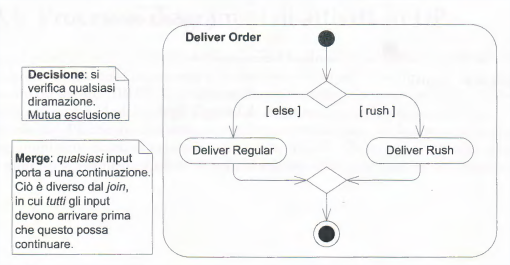 Deliver Order
Decisione: si
verifica qualsiasi
diramazione.
Mutua esclusione
[ else ]
[ rush ]
Merge: qualsiasi input
porta a una continuazione.
Ciò è diverso dal join,
in cui tutti gli input
devono arrivare prima
che questo possa
continuare.
Deliver Regular
Deliver Rush